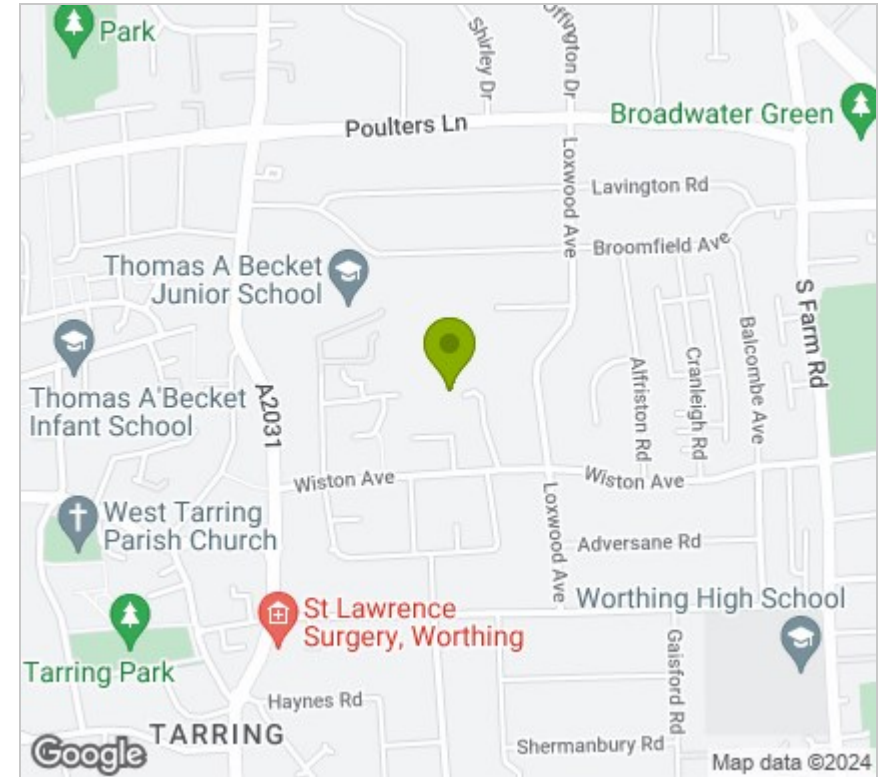 Park
Shirley Dr
Offington Dr
Broadwater Green
Poulters Ln
Loxwood Ave
Lavington Rd
Broomfield Ave
Thomas A Becket
Junior School
S Farm Rd
Balcombe Ave
Cranleigh Rd
Alfriston Rd
Thomas A'Becket
Infant School
A2031
Wiston Ave
Wiston Ave
Loxwood Ave
West Tarring
Parish Church
Adversane Rd
Worthing High School
St Lawrence
Surgery, Worthing
Gaisford Rd
Tarring Park
Haynes Rd
TARRING
Shermanbury Rd
Google
Map data ©2024